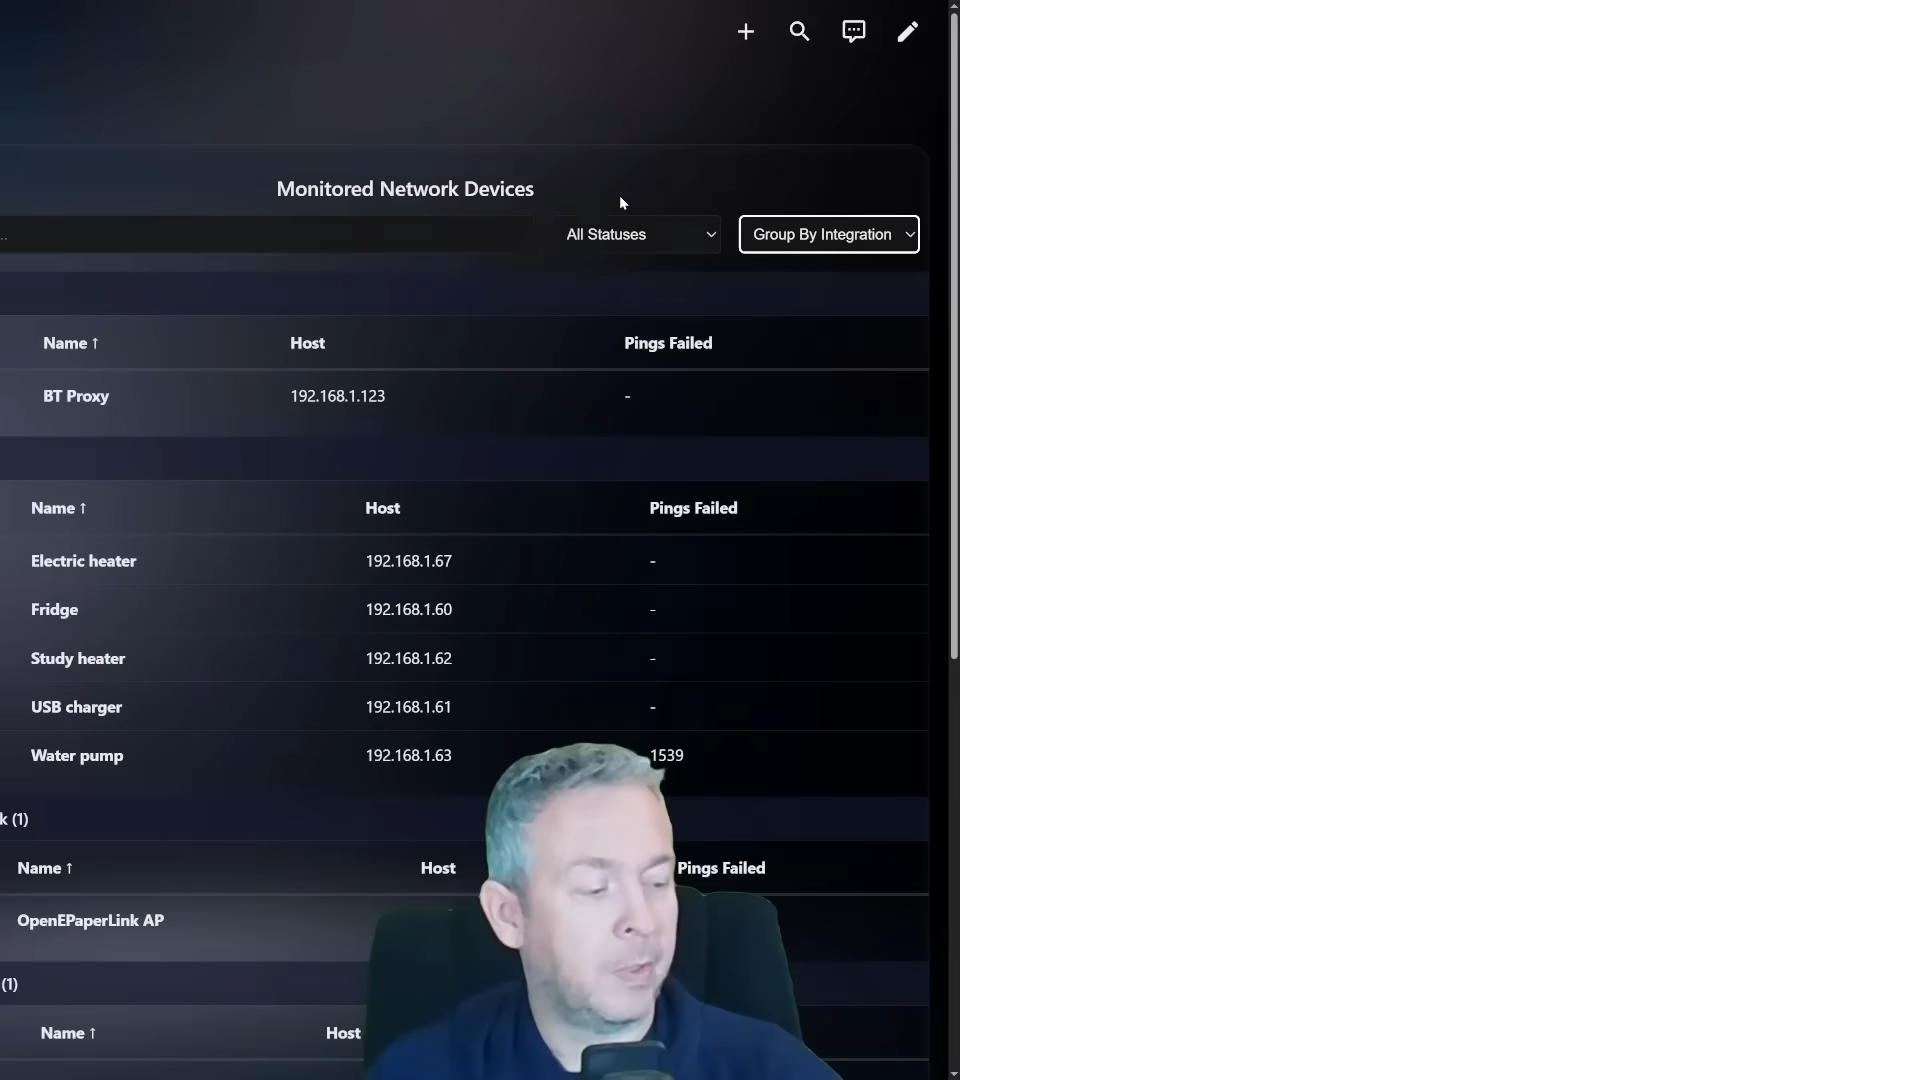 Monitored Network Devices
..
All Statuses
Group By Integration
Name ↑ Host Pings Failed
BT Proxy 192.168.1.123 -
Name ↑ Host Pings Failed
Electric heater 192.168.1.67 -
Fridge 192.168.1.60 -
Study heater 192.168.1.62 -
USB charger 192.168.1.61 -
Water pump 192.168.1.63 1539
k (1)
Name ↑ Host Pings Failed
OpenEPaperLink AP
(1)
Name ↑ Host